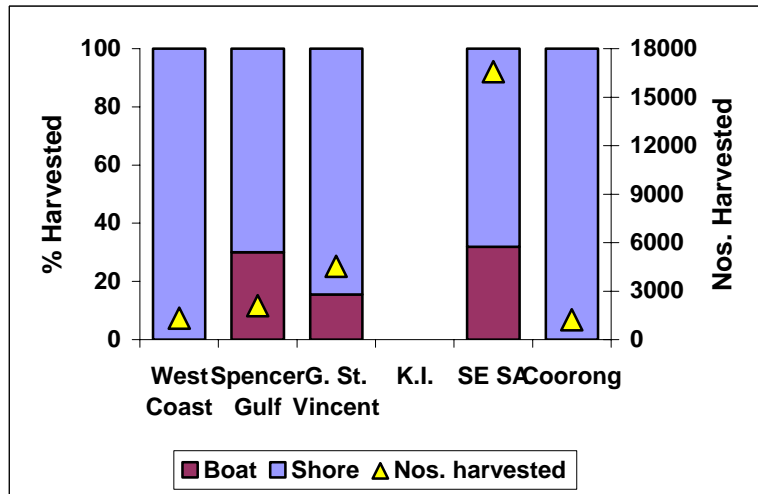 100
80
60
40
20
0
% Harvested
18000
15000
12000
9000
6000
3000
0
Nos. Harvested
West Spencer G. St. K.I. SE SA Coorong
Coast Gulf Vincent
Boat Shore Nos. harvested